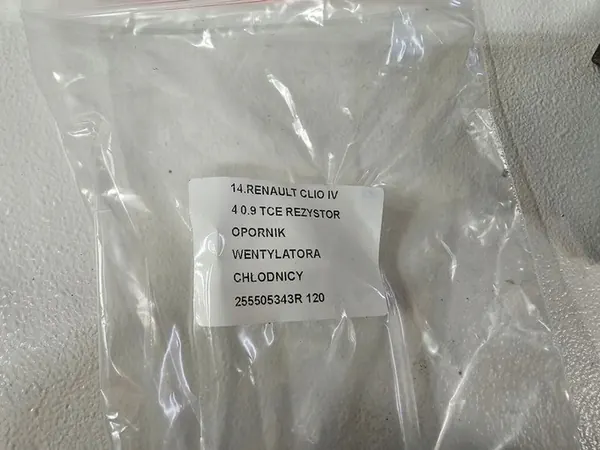 14.RENAULT CLIO IV
4 0.9 TCE REZYSTOR
OPORNIK
WENTYLATORA
CHŁODNICY
255505343R 120